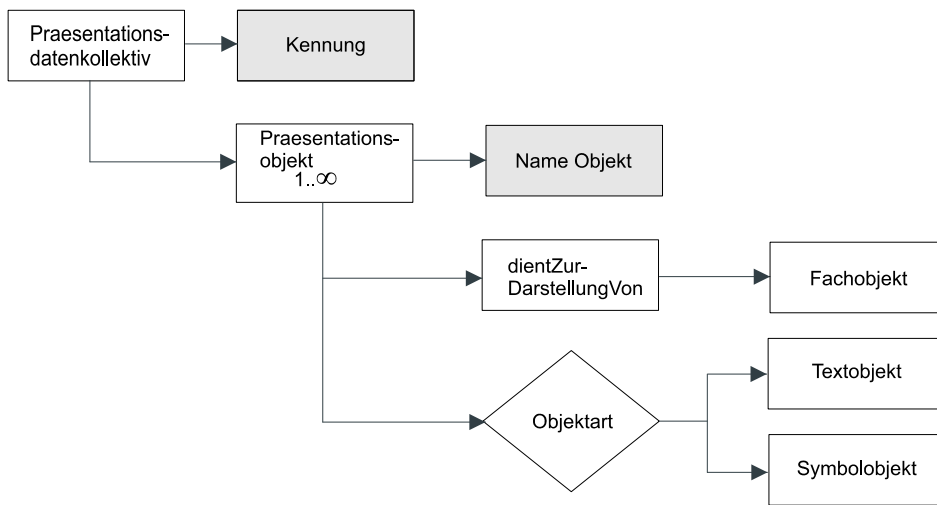 Praesentations-
datenkollektiv
Kennung
Praesentations-
objekt
1..∞
Name Objekt
dientZur-
DarstellungVon
Fachobjekt
Textobjekt
Objektart
Symbolobjekt